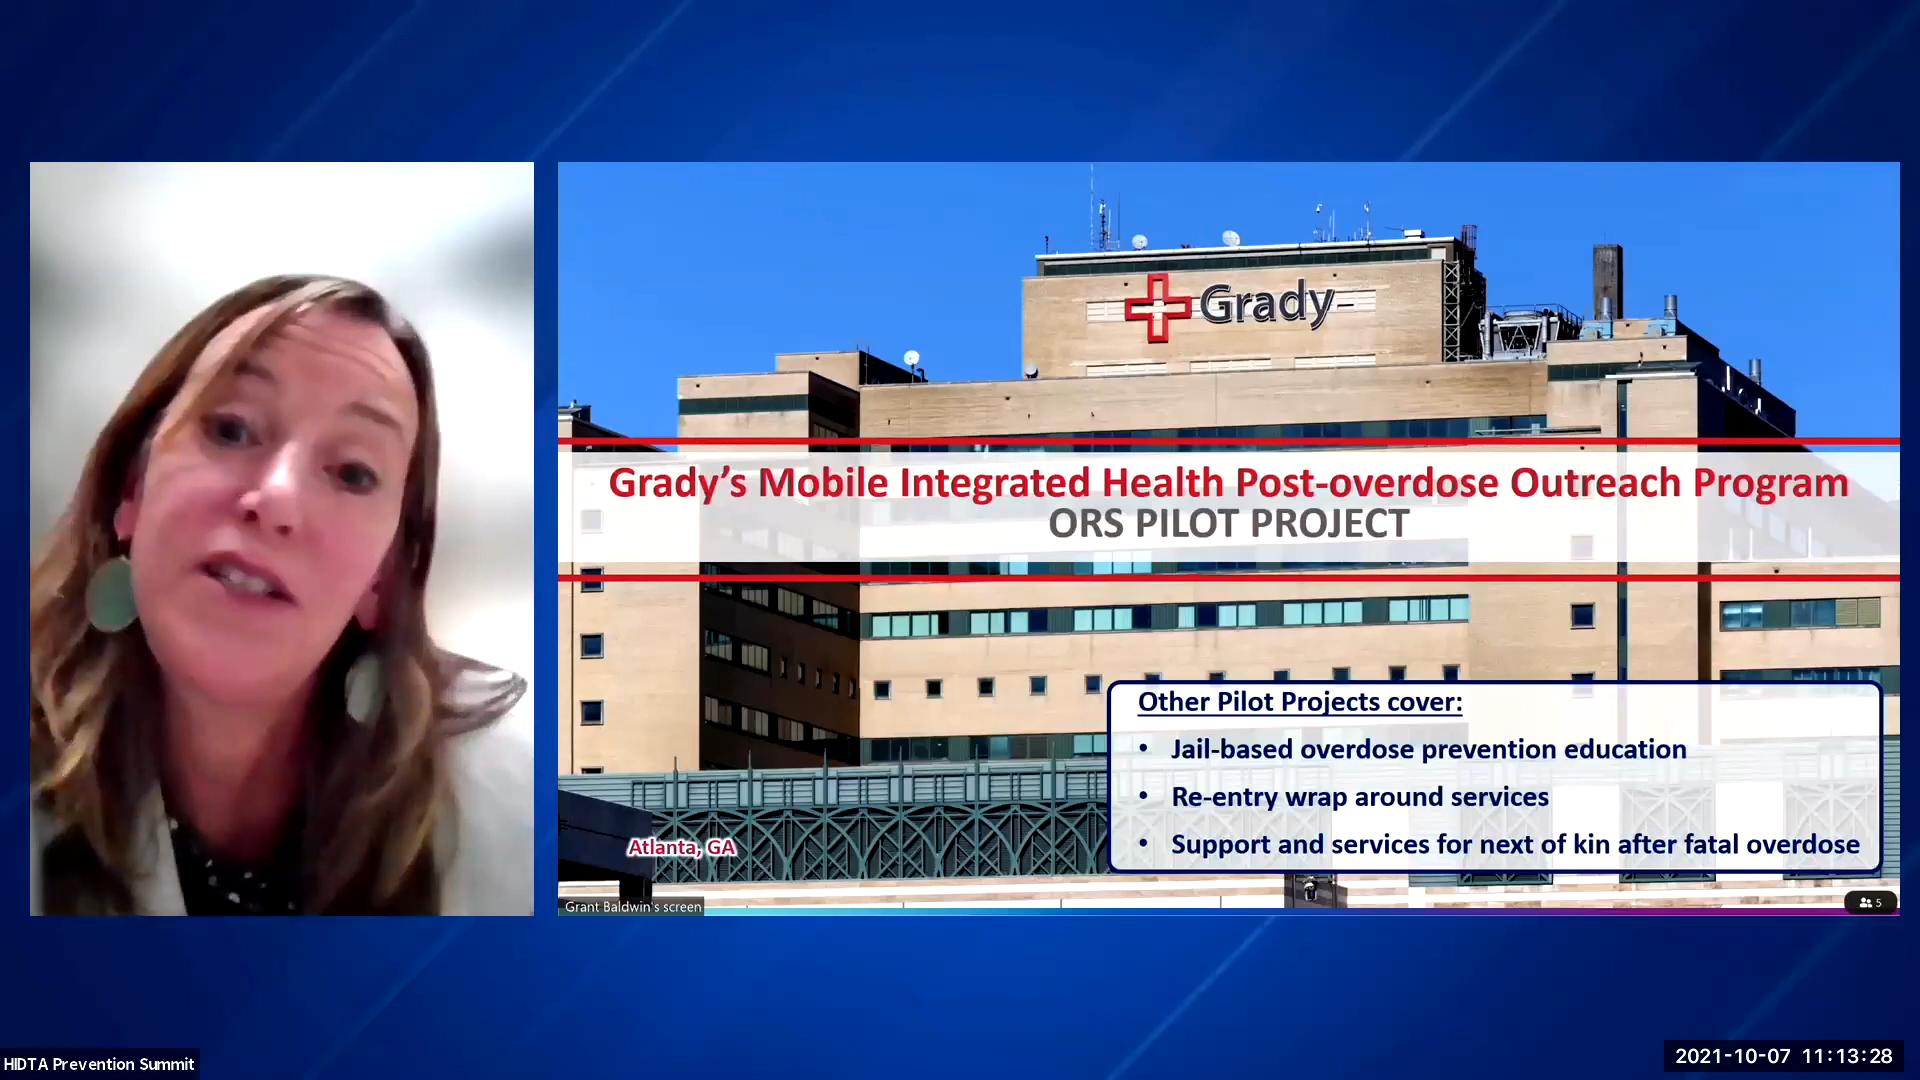 Grady
Grady's Mobile Integrated Health Post-overdose Outreach Program
ORS PILOT PROJECT
Other Pilot Projects cover:
• Jail-based overdose prevention education
• Re-entry wrap around services
• Support and services for next of kin after fatal overdose
Atlanta, GA
Grant Baldwin's screen
5
HIDTA Prevention Summit
2021-10-07 11:13:28